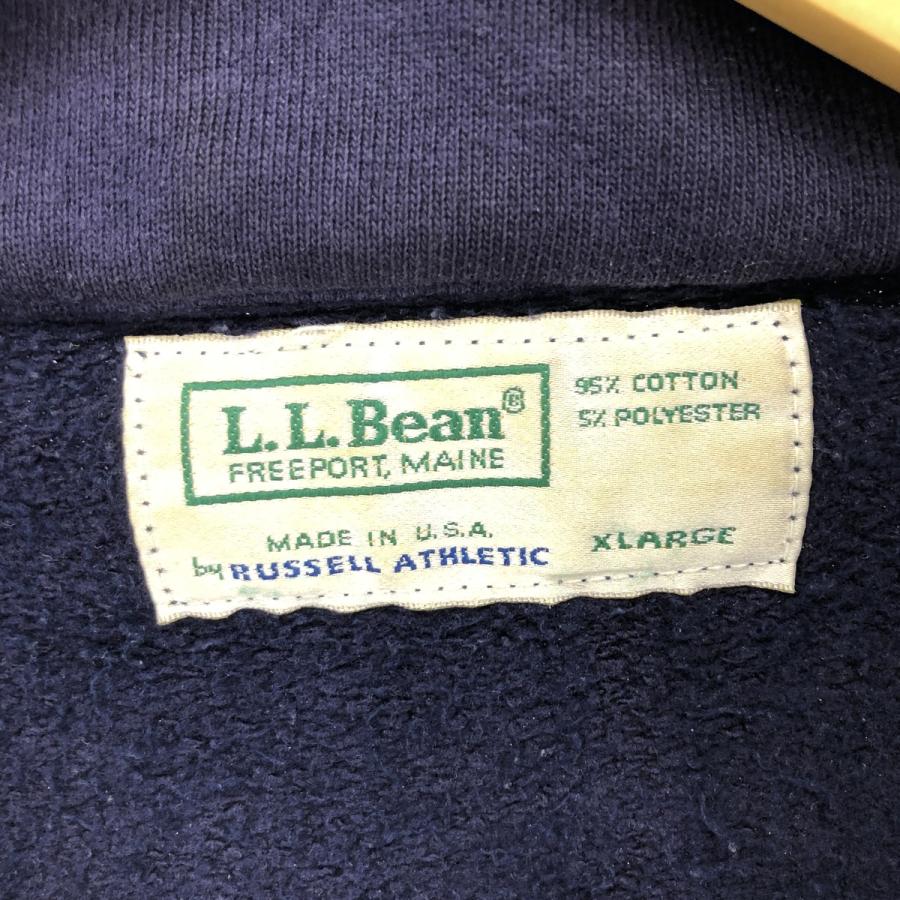 L.L.Bean®
FREEPORT, MAINE
95% COTTON
5% POLYESTER
MADE IN U.S.A.
by RUSSELL ATHLETIC
XLARGE